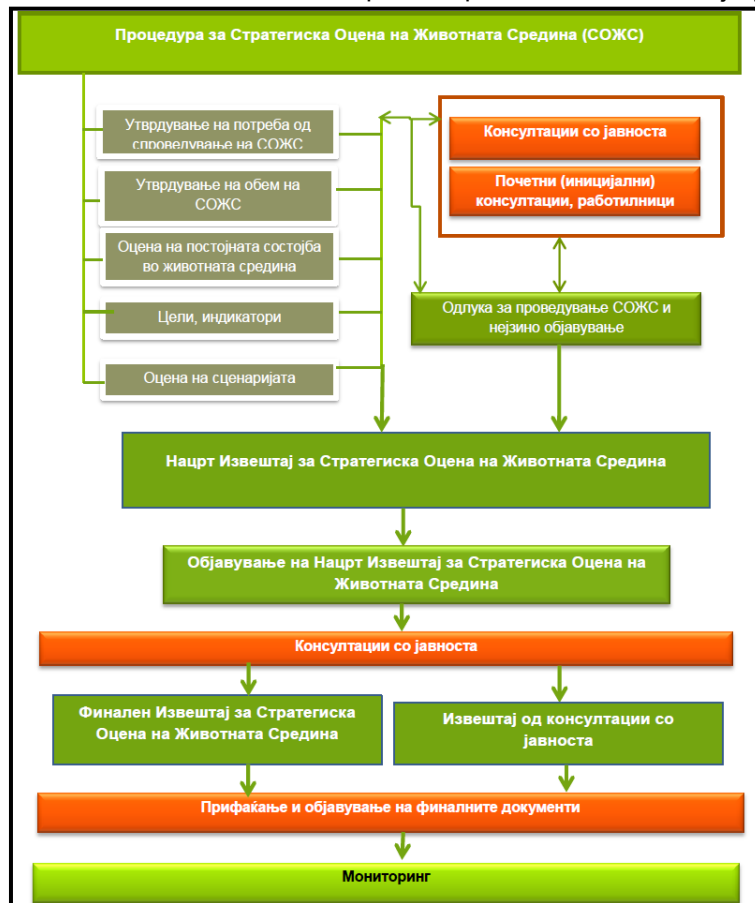 Процедура за Стратегиска Оцена на Животната Средина (СОЖС)
Утврдување на потреба од
спроведување на СОЖС
Утврдување на обем на
СОЖС
Оцена на постојната состојба
во животната средина
Цели, индикатори
Оцена на сценаријата
Консултации со јавноста
Почетни (иницијални)
консултации, работилници
Одлука за проведување СОЖС и
нејзино објавување
Нацрт Извештај за Стратегиска Оцена на Животната Средина
Објавување на Нацрт Извештај за Стратегиска Оцена на
Животната Средина
Консултации со јавноста
Финален Извештај за Стратегиска
Оцена на Животната Средина
Извештај од консултации со
јавноста
Прифаќање и објавување на финалните документи
Мониторинг